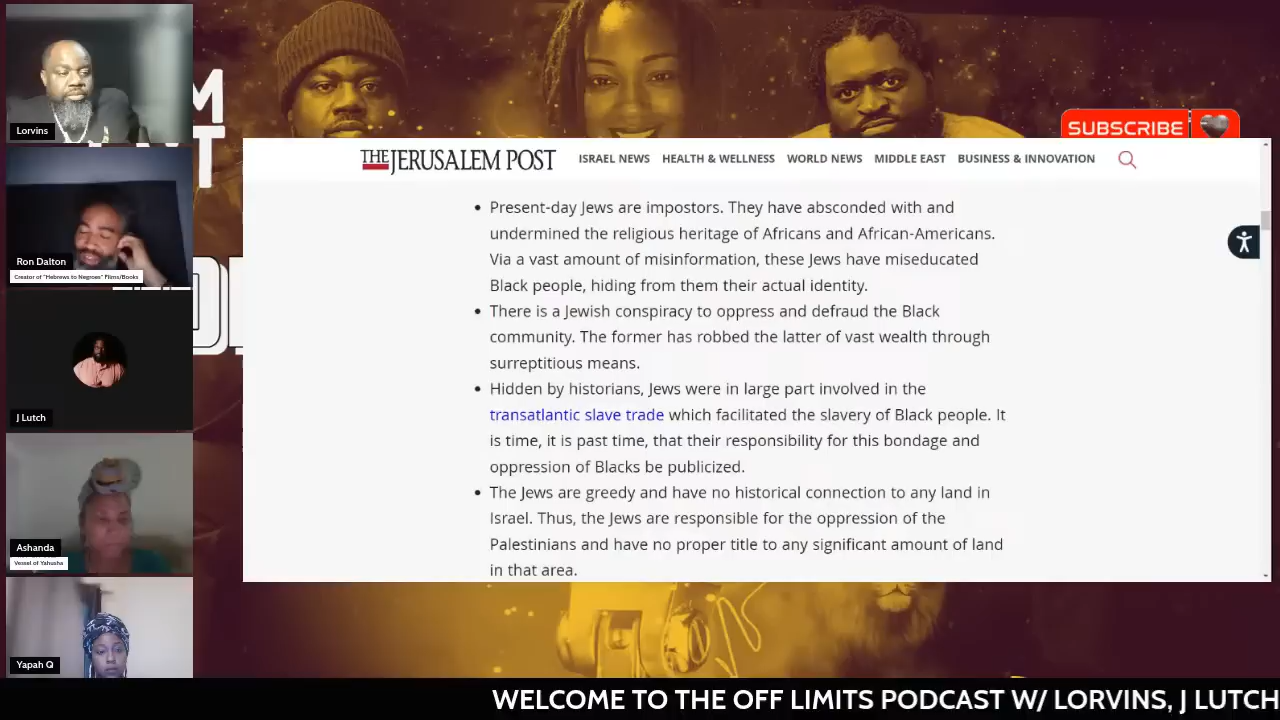 Lorvins
Ron Dalton
Creator of "Hebrews to Negroes" Films/Books
J Lutch
Ashanda
Vessel of Yahusha
Yapah Q
SUBSCRIBE
THE JERUSALEM POST
ISRAEL NEWS HEALTH & WELLNESS WORLD NEWS MIDDLE EAST BUSINESS & INNOVATION
• Present-day Jews are impostors. They have absconded with and
undermined the religious heritage of Africans and African-Americans.
Via a vast amount of misinformation, these Jews have miseducated
Black people, hiding from them their actual identity.
• There is a Jewish conspiracy to oppress and defraud the Black
community. The former has robbed the latter of vast wealth through
surreptitious means.
• Hidden by historians, Jews were in large part involved in the
transatlantic slave trade which facilitated the slavery of Black people. It
is time, it is past time, that their responsibility for this bondage and
oppression of Blacks be publicized.
• The Jews are greedy and have no historical connection to any land in
Israel. Thus, the Jews are responsible for the oppression of the
Palestinians and have no proper title to any significant amount of land
in that area.
WELCOME TO THE OFF LIMITS PODCAST W/ LORVINS, J LUTCH